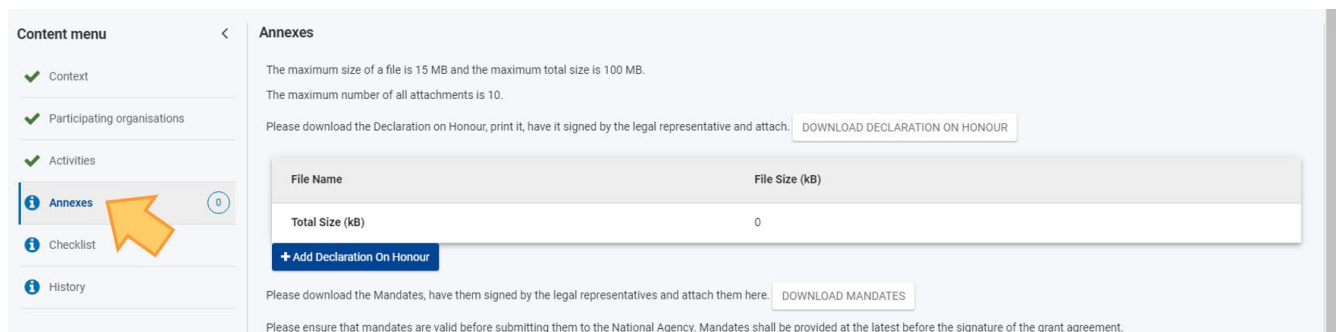 Content menu
Annexes
Context
Participating organisations
Activities
Annexes 0
Checklist
History
The maximum size of a file is 15 MB and the maximum total size is 100 MB.
The maximum number of all attachments is 10.
Please download the Declaration on Honour, print it, have it signed by the legal representative and attach. DOWNLOAD DECLARATION ON HONOUR
File Name File Size (kB)
Total Size (kB) 0
+ Add Declaration On Honour
Please download the Mandates, have them signed by the legal representatives and attach them here. DOWNLOAD MANDATES
Please ensure that mandates are valid before submitting them to the National Agency. Mandates shall be provided at the latest before the signature of the grant agreement.